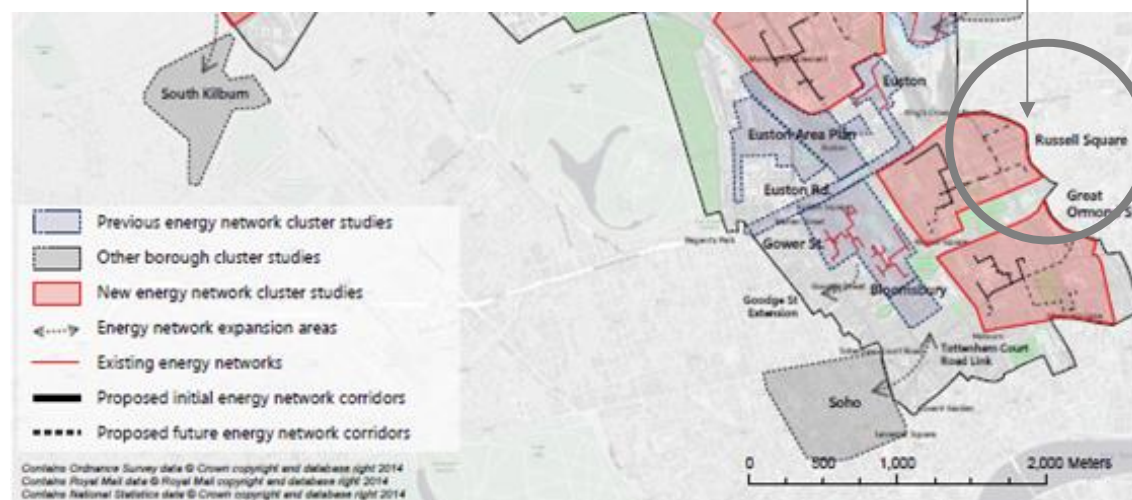 South Kilburn
Euston
Euston Area Plan
Russell Square
Euston Rd.
Great
Regent's Park
Gower St.
Bloomsbury
Goodge St
Extension
Tottenham Court
Road Link
Soho
Covent Garden
Previous energy network cluster studies
Other borough cluster studies
New energy network cluster studies
Energy network expansion areas
Existing energy networks
Proposed initial energy network corridors
Proposed future energy network corridors
Contains Ordnance Survey data © Crown copyright and database right 2014
Contains Royal Mail data © Royal Mail copyright and database right 2014
Contains National Statistics data © Crown copyright and database right 2014
0 500 1,000 2,000 Meters